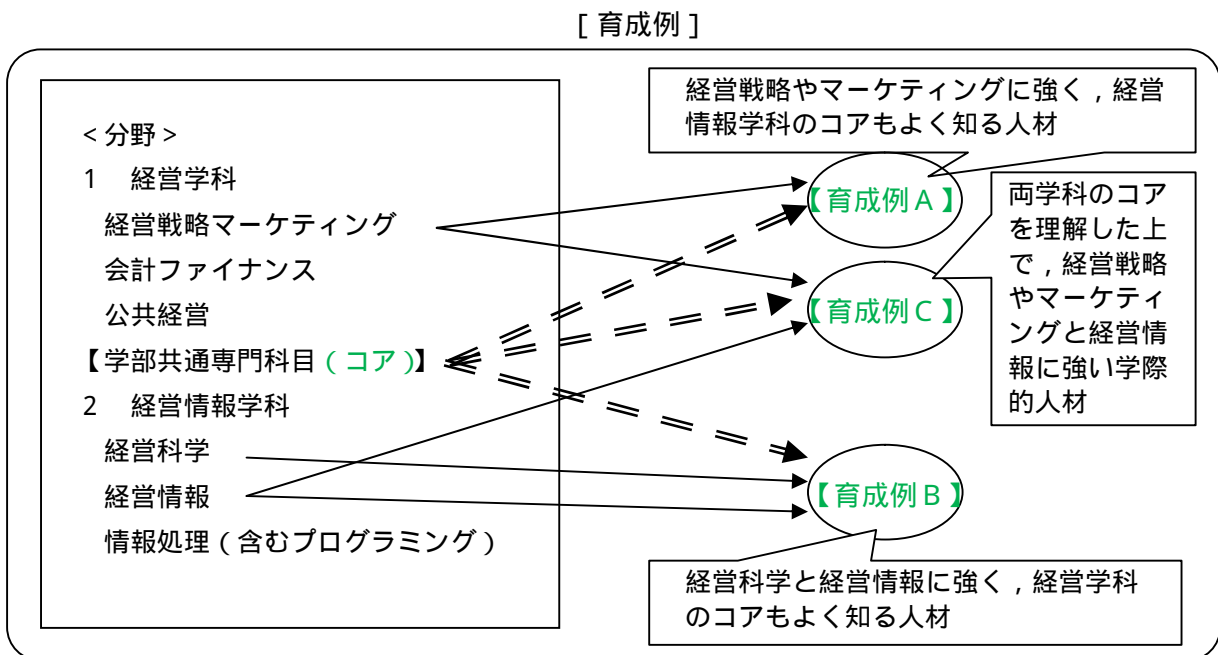 [ 育成例 ]
<分野>
1 経営学科
経営戦略マーケティング
会計ファイナンス
公共経営
【学部共通専門科目(コア)】
2 経営情報学科
経営科学
経営情報
情報処理(含むプログラミング)
経営戦略やマーケティングに強く,経営
情報学科のコアもよく知る人材
【育成例A】
両学科のコア
を理解した上
で,経営戦略
やマーケティ
ングと経営情
報に強い学際
的人材
【育成例C】
【育成例B】
経営科学と経営情報に強く,経営学科
のコアもよく知る人材